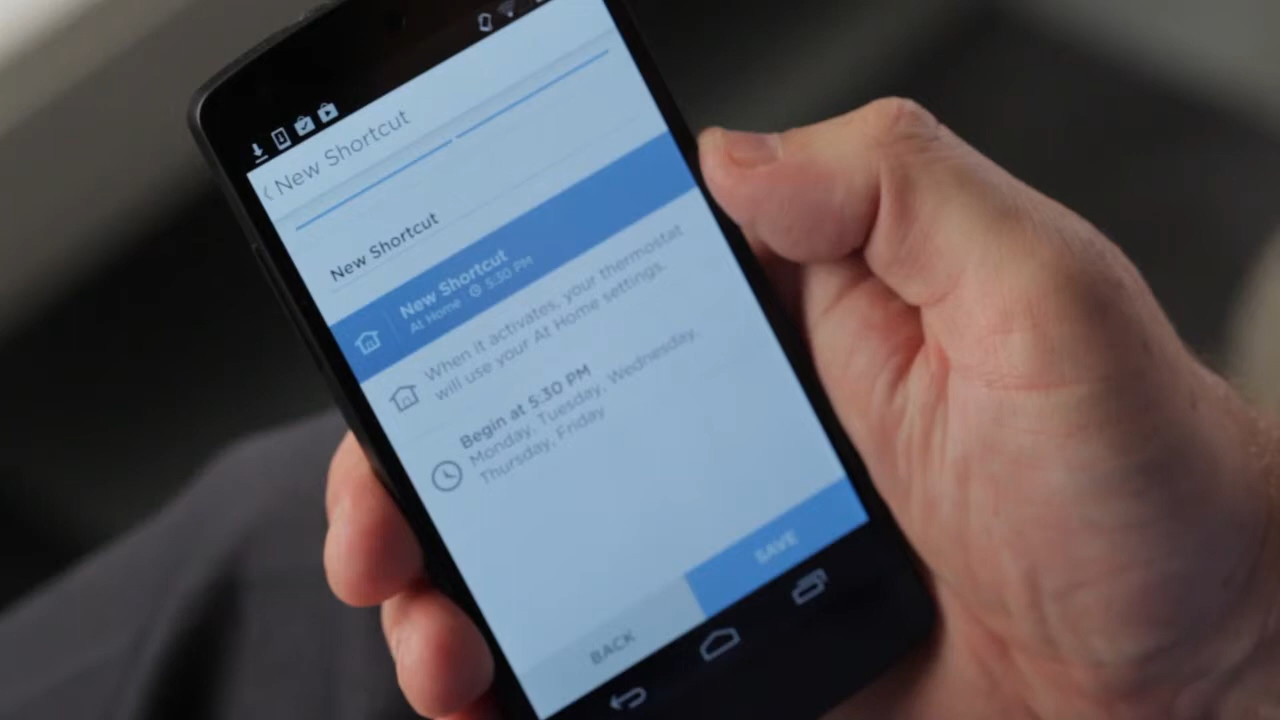 New Shortcut
New Shortcut
New Shortcut
At Home 5:30 PM
When it activates, your thermostat
will use your At Home settings.
Begin at 5:30 PM
Monday, Tuesday, Wednesday,
Thursday, Friday
BACK
SAVE